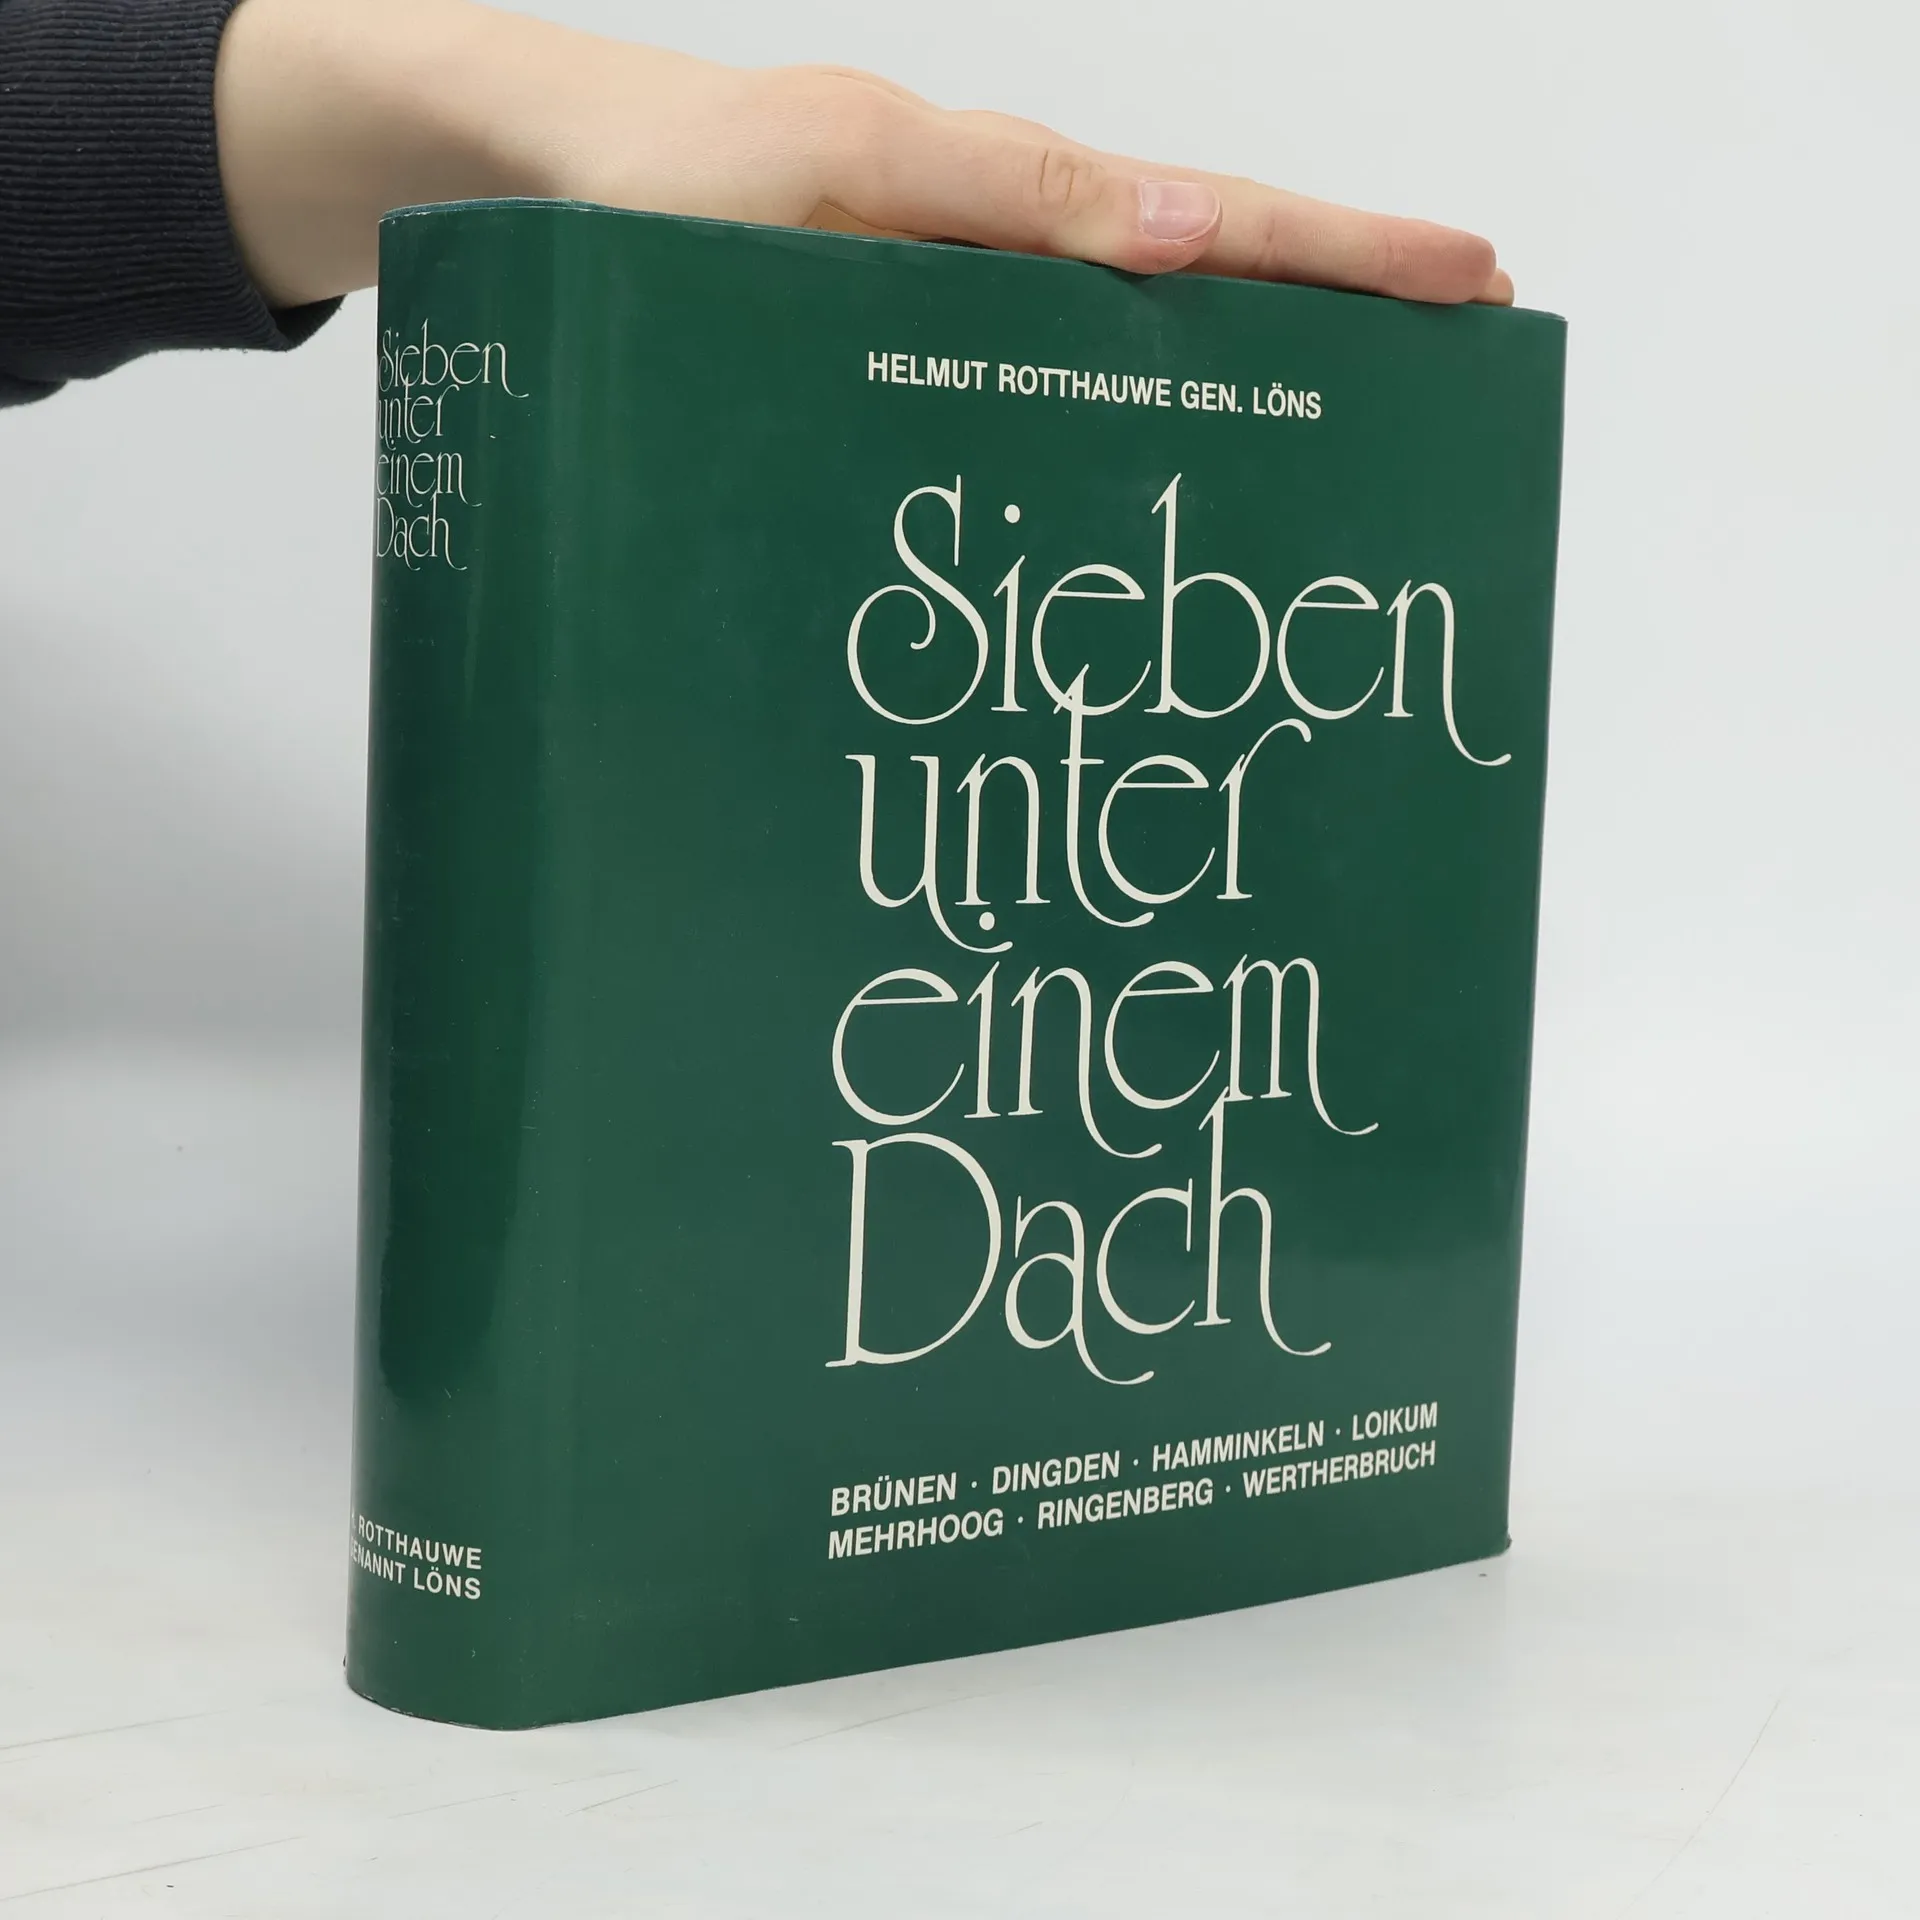 Sieben
unter
einem
Dach
H. ROTTHAUWE
GENANNT LÖNS
HELMUT ROTTHAUWE GEN. LÖNS
Sieben
unter
einem
Dach
BRÜNEN · DINGDEN · HAMMINKELN · LOIKUM
MEHRHOOG · RINGENBERG · WERTHERBRUCH